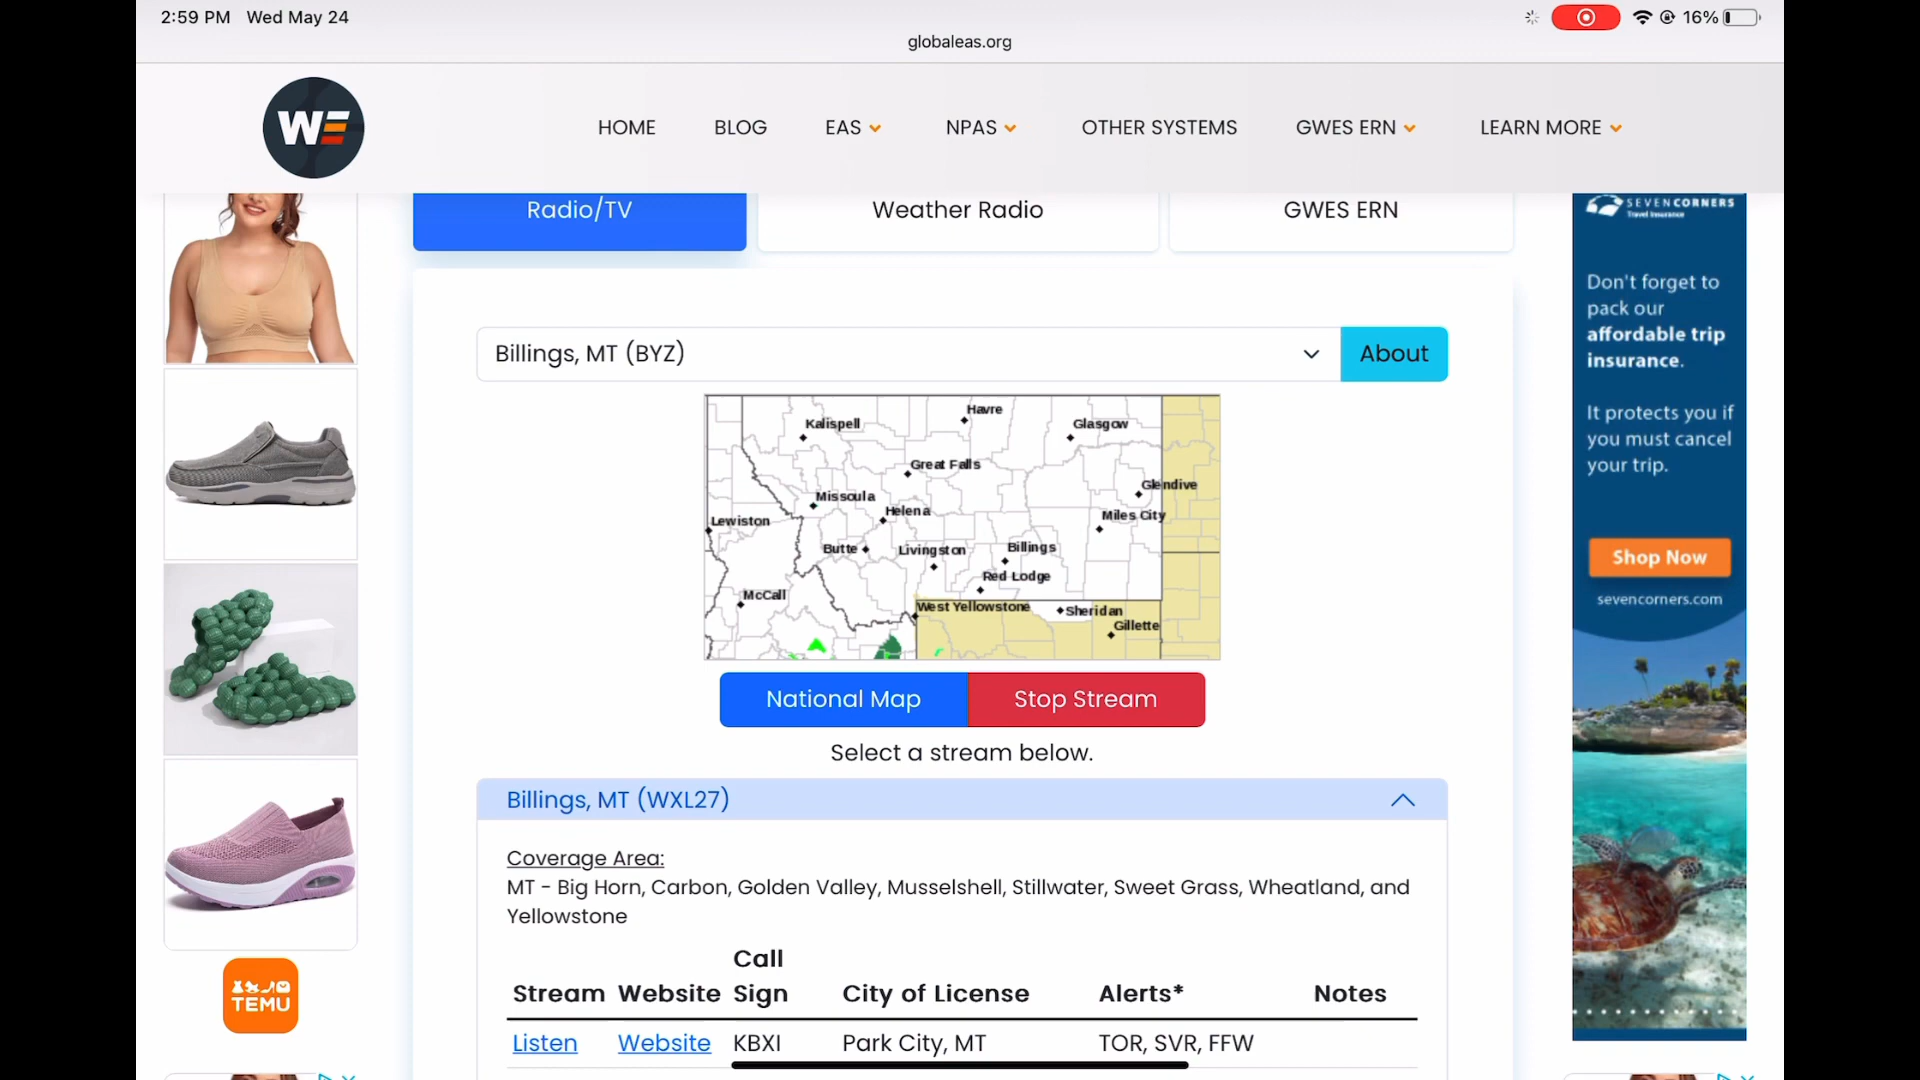 2:59 PM Wed May 24
16%
globaleas.org
WE
HOME BLOG EAS NPAS OTHER SYSTEMS GWES ERN LEARN MORE
Radio/TV Weather Radio GWES ERN
SEVENCORNERS
Travel Insurance
Don't forget to
pack our
affordable trip
insurance.
It protects you if
you must cancel
your trip.
Shop Now
sevencorners.com
Billings, MT (BYZ) About
Havre
Kalispell
Glasgow
Great Falls
Glendive
Missoula
Helena
Miles City
Lewiston
Butte
Livingston
Billings
Red Lodge
McCall
West Yellowstone
Sheridan
Gillette
National Map Stop Stream
Select a stream below.
Billings, MT (WXL27)
Coverage Area:
MT - Big Horn, Carbon, Golden Valley, Musselshell, Stillwater, Sweet Grass, Wheatland, and
Yellowstone
Stream Website Call Sign City of License Alerts* Notes
Listen Website KBXI Park City, MT TOR, SVR, FFW
TEMU